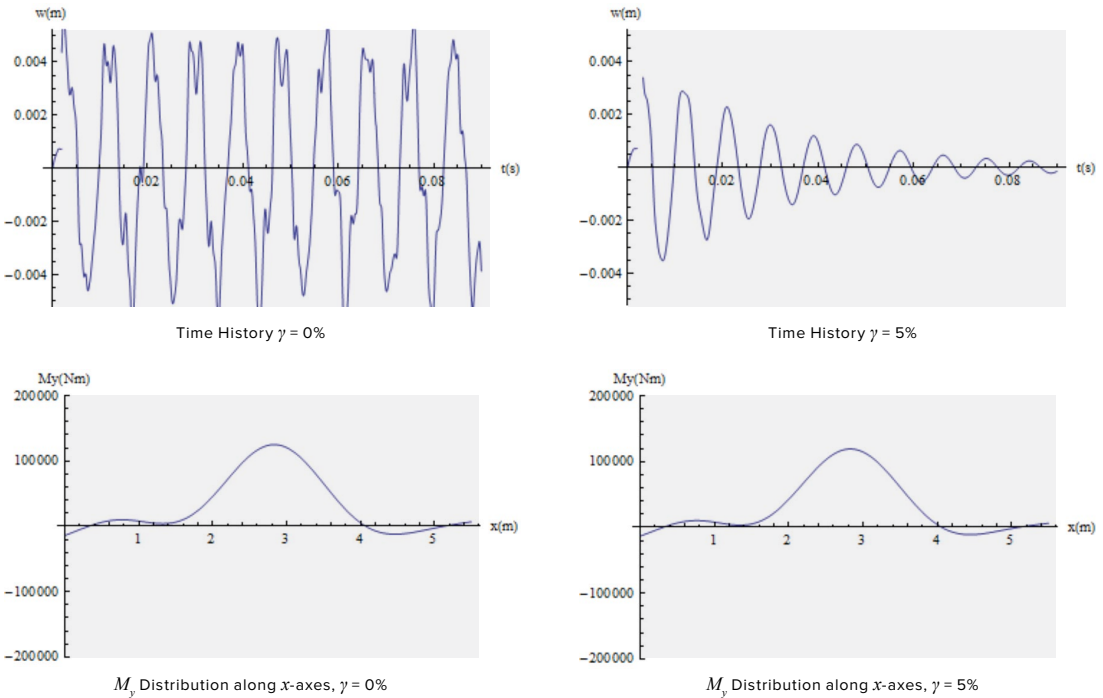 w(m)
0.004
0.002
0.02
0.04
0.06
0.08
t(s)
−0.002
−0.004
Time History γ = 0%
w(m)
0.004
0.002
0.02
0.04
0.06
0.08
t(s)
−0.002
−0.004
Time History γ = 5%
My(Nm)
200000
100000
1
2
3
4
5
x(m)
−100000
−200000
My Distribution along x-axes, γ = 0%
My(Nm)
200000
100000
1
2
3
4
5
x(m)
−100000
−200000
My Distribution along x-axes, γ = 5%